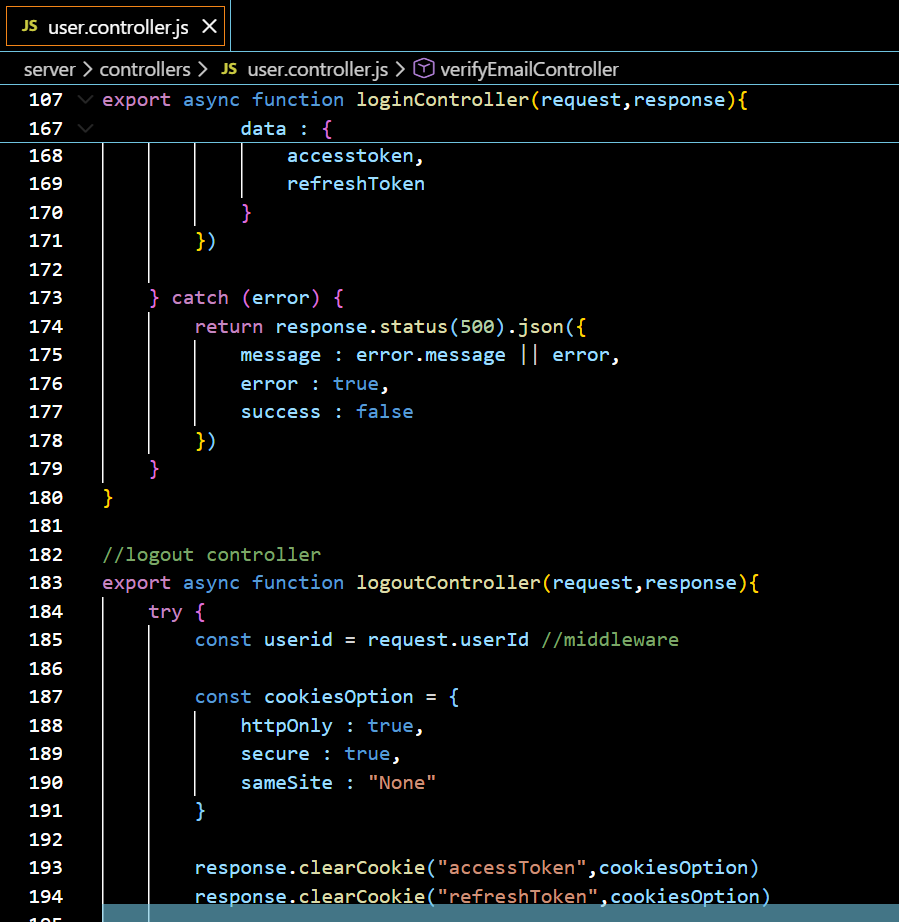 JS user.controller.js ×
server > controllers > JS user.controller.js > verifyEmailController
107 export async function loginController(request,response){
167 data : {
168 accesstoken,
169 refreshToken
170 }
171 })
172
173 } catch (error) {
174 return response.status(500).json({
175 message : error.message || error,
176 error : true,
177 success : false
178 })
179 }
180 }
181
182 //logout controller
183 export async function logoutController(request,response){
184 try {
185 const userid = request.userId //middleware
186
187 const cookiesOption = {
188 httpOnly : true,
189 secure : true,
190 sameSite : "None"
191 }
192
193 response.clearCookie("accessToken",cookiesOption)
194 response.clearCookie("refreshToken",cookiesOption)